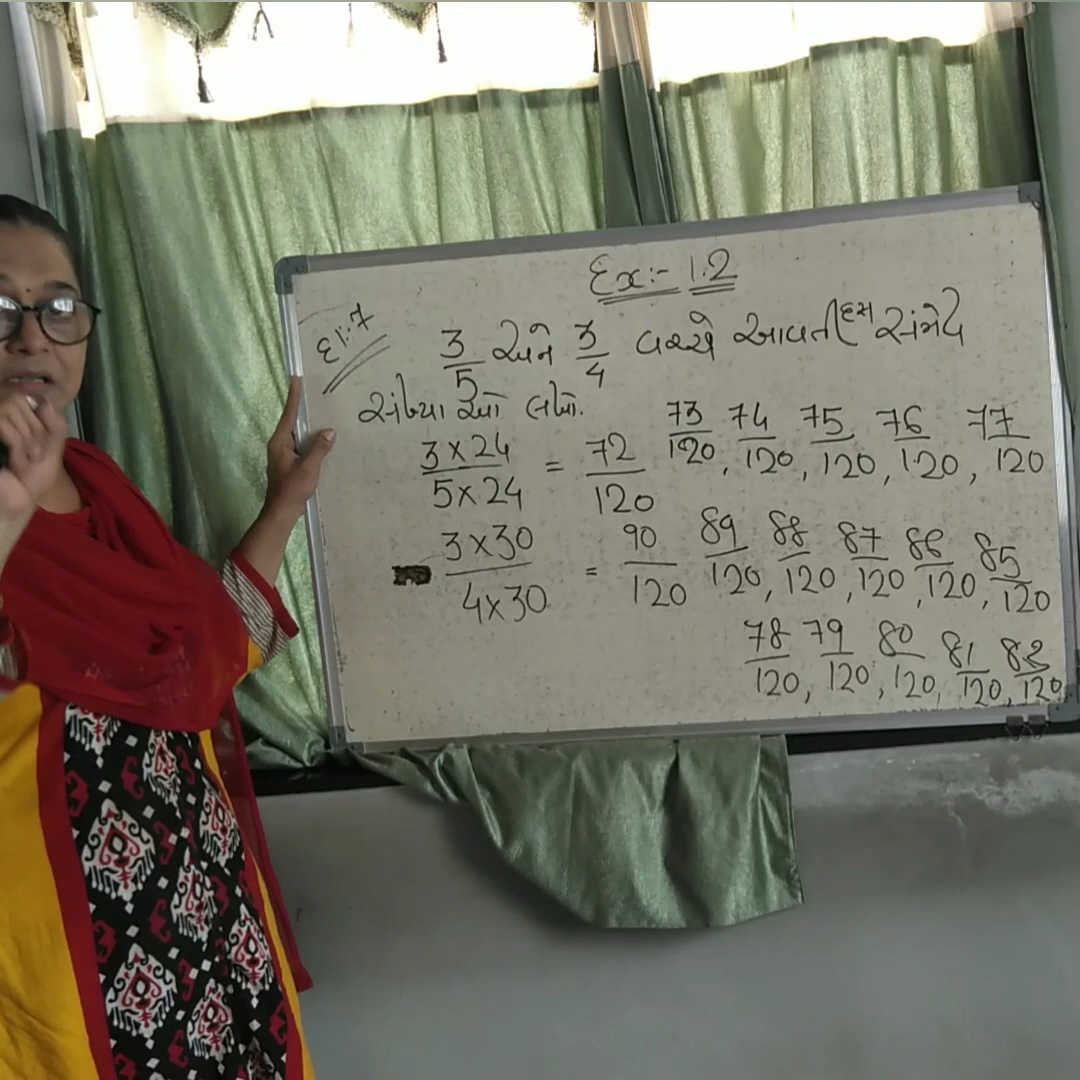 Ex:- 1.2
દા:7 3/5 અને 3/4 વચ્ચે આવતી દસ સંમેય
સંખ્યા ઓ લખો.
3 x 24 / 5 x 24 = 72/120 73/120, 74/120, 75/120, 76/120, 77/120
3 x 30 / 4 x 30 = 90/120 89/120, 88/120, 87/120, 86/120, 85/120
78/120, 79/120, 80/120, 81/120, 82/120